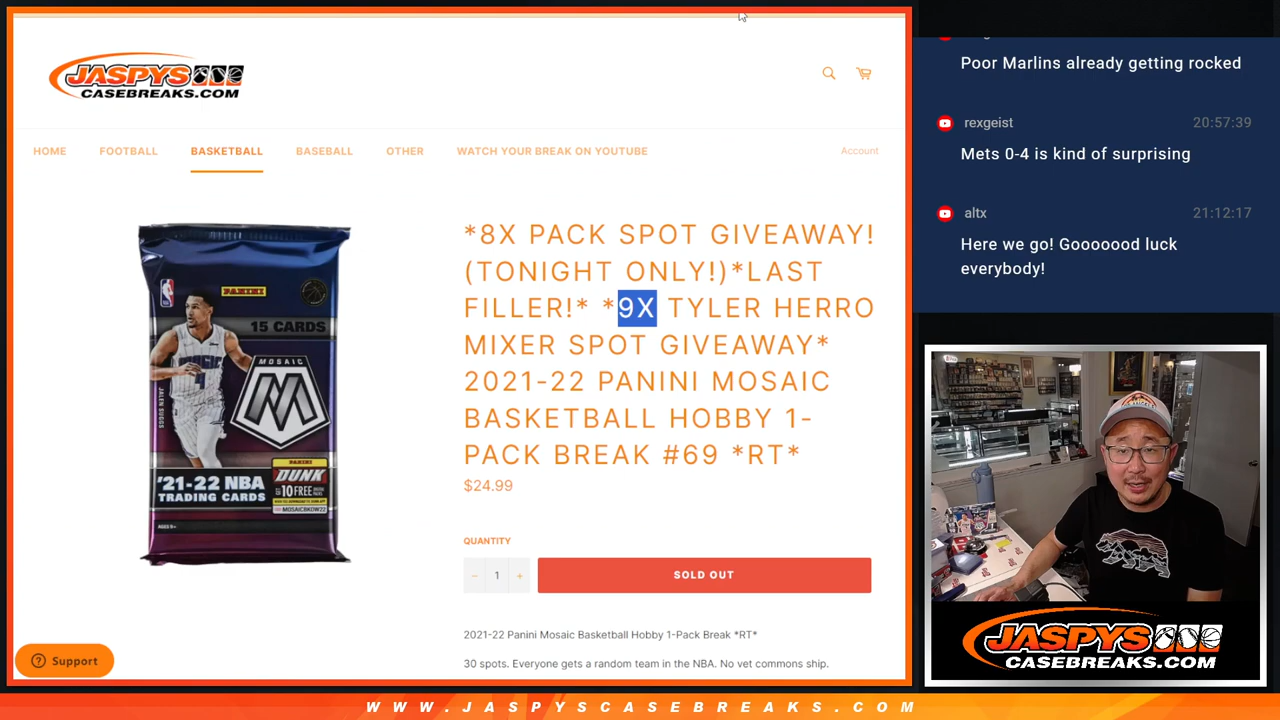 JASPYS
CASEBREAKS.COM
HOME FOOTBALL BASKETBALL BASEBALL OTHER WATCH YOUR BREAK ON YOUTUBE Account
PANINI
15 CARDS
MOSAIC
JALEN SUGGS
'21-22 NBA
TRADING CARDS
PANINI
DUNK
10 FREE
*8X PACK SPOT GIVEAWAY!
(TONIGHT ONLY!)*LAST
FILLER!* *9X TYLER HERRO
MIXER SPOT GIVEAWAY*
2021-22 PANINI MOSAIC
BASKETBALL HOBBY 1-
PACK BREAK #69 *RT*
$24.99
QUANTITY
− 1 +
SOLD OUT
2021-22 Panini Mosaic Basketball Hobby 1-Pack Break *RT*
30 spots. Everyone gets a random team in the NBA. No vet commons ship.
Support
Poor Marlins already getting rocked
rexgeist 20:57:39
Mets 0-4 is kind of surprising
altx 21:12:17
Here we go! Gooooood luck
everybody!
JASPYS
CASEBREAKS.COM
WWW.JASPYSCASEBREAKS.COM